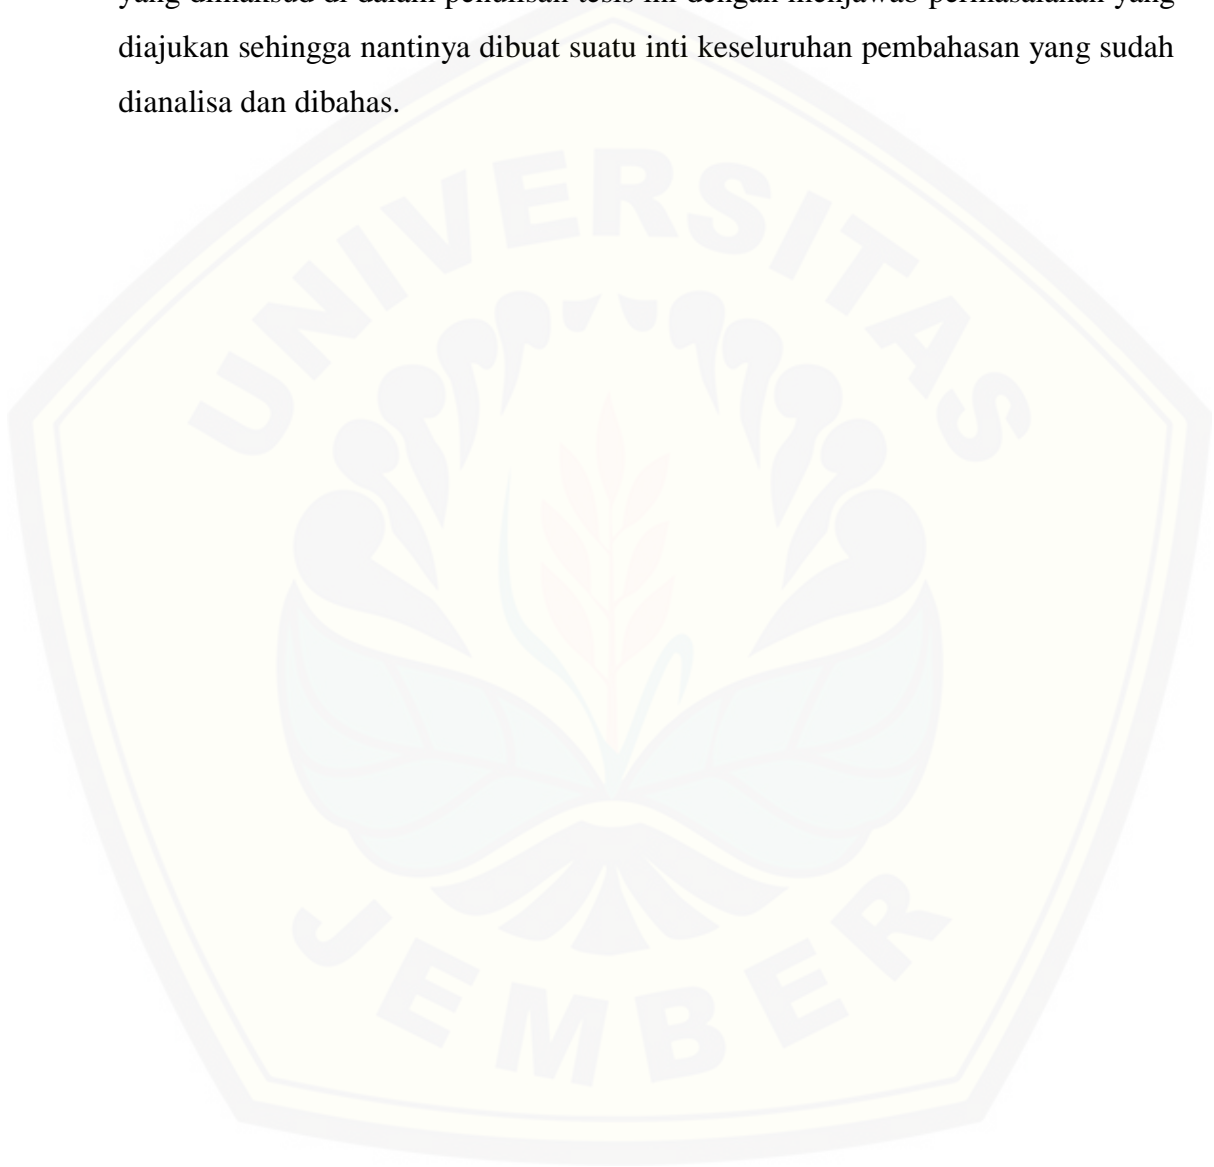 yang dimaksud di dalam penulisan tesis ini dengan menjawab permasalahan yang
diajukan sehingga nantinya dibuat suatu inti keseluruhan pembahasan yang sudah
dianalisa dan dibahas.
UNIVERSITAS
JEMBER